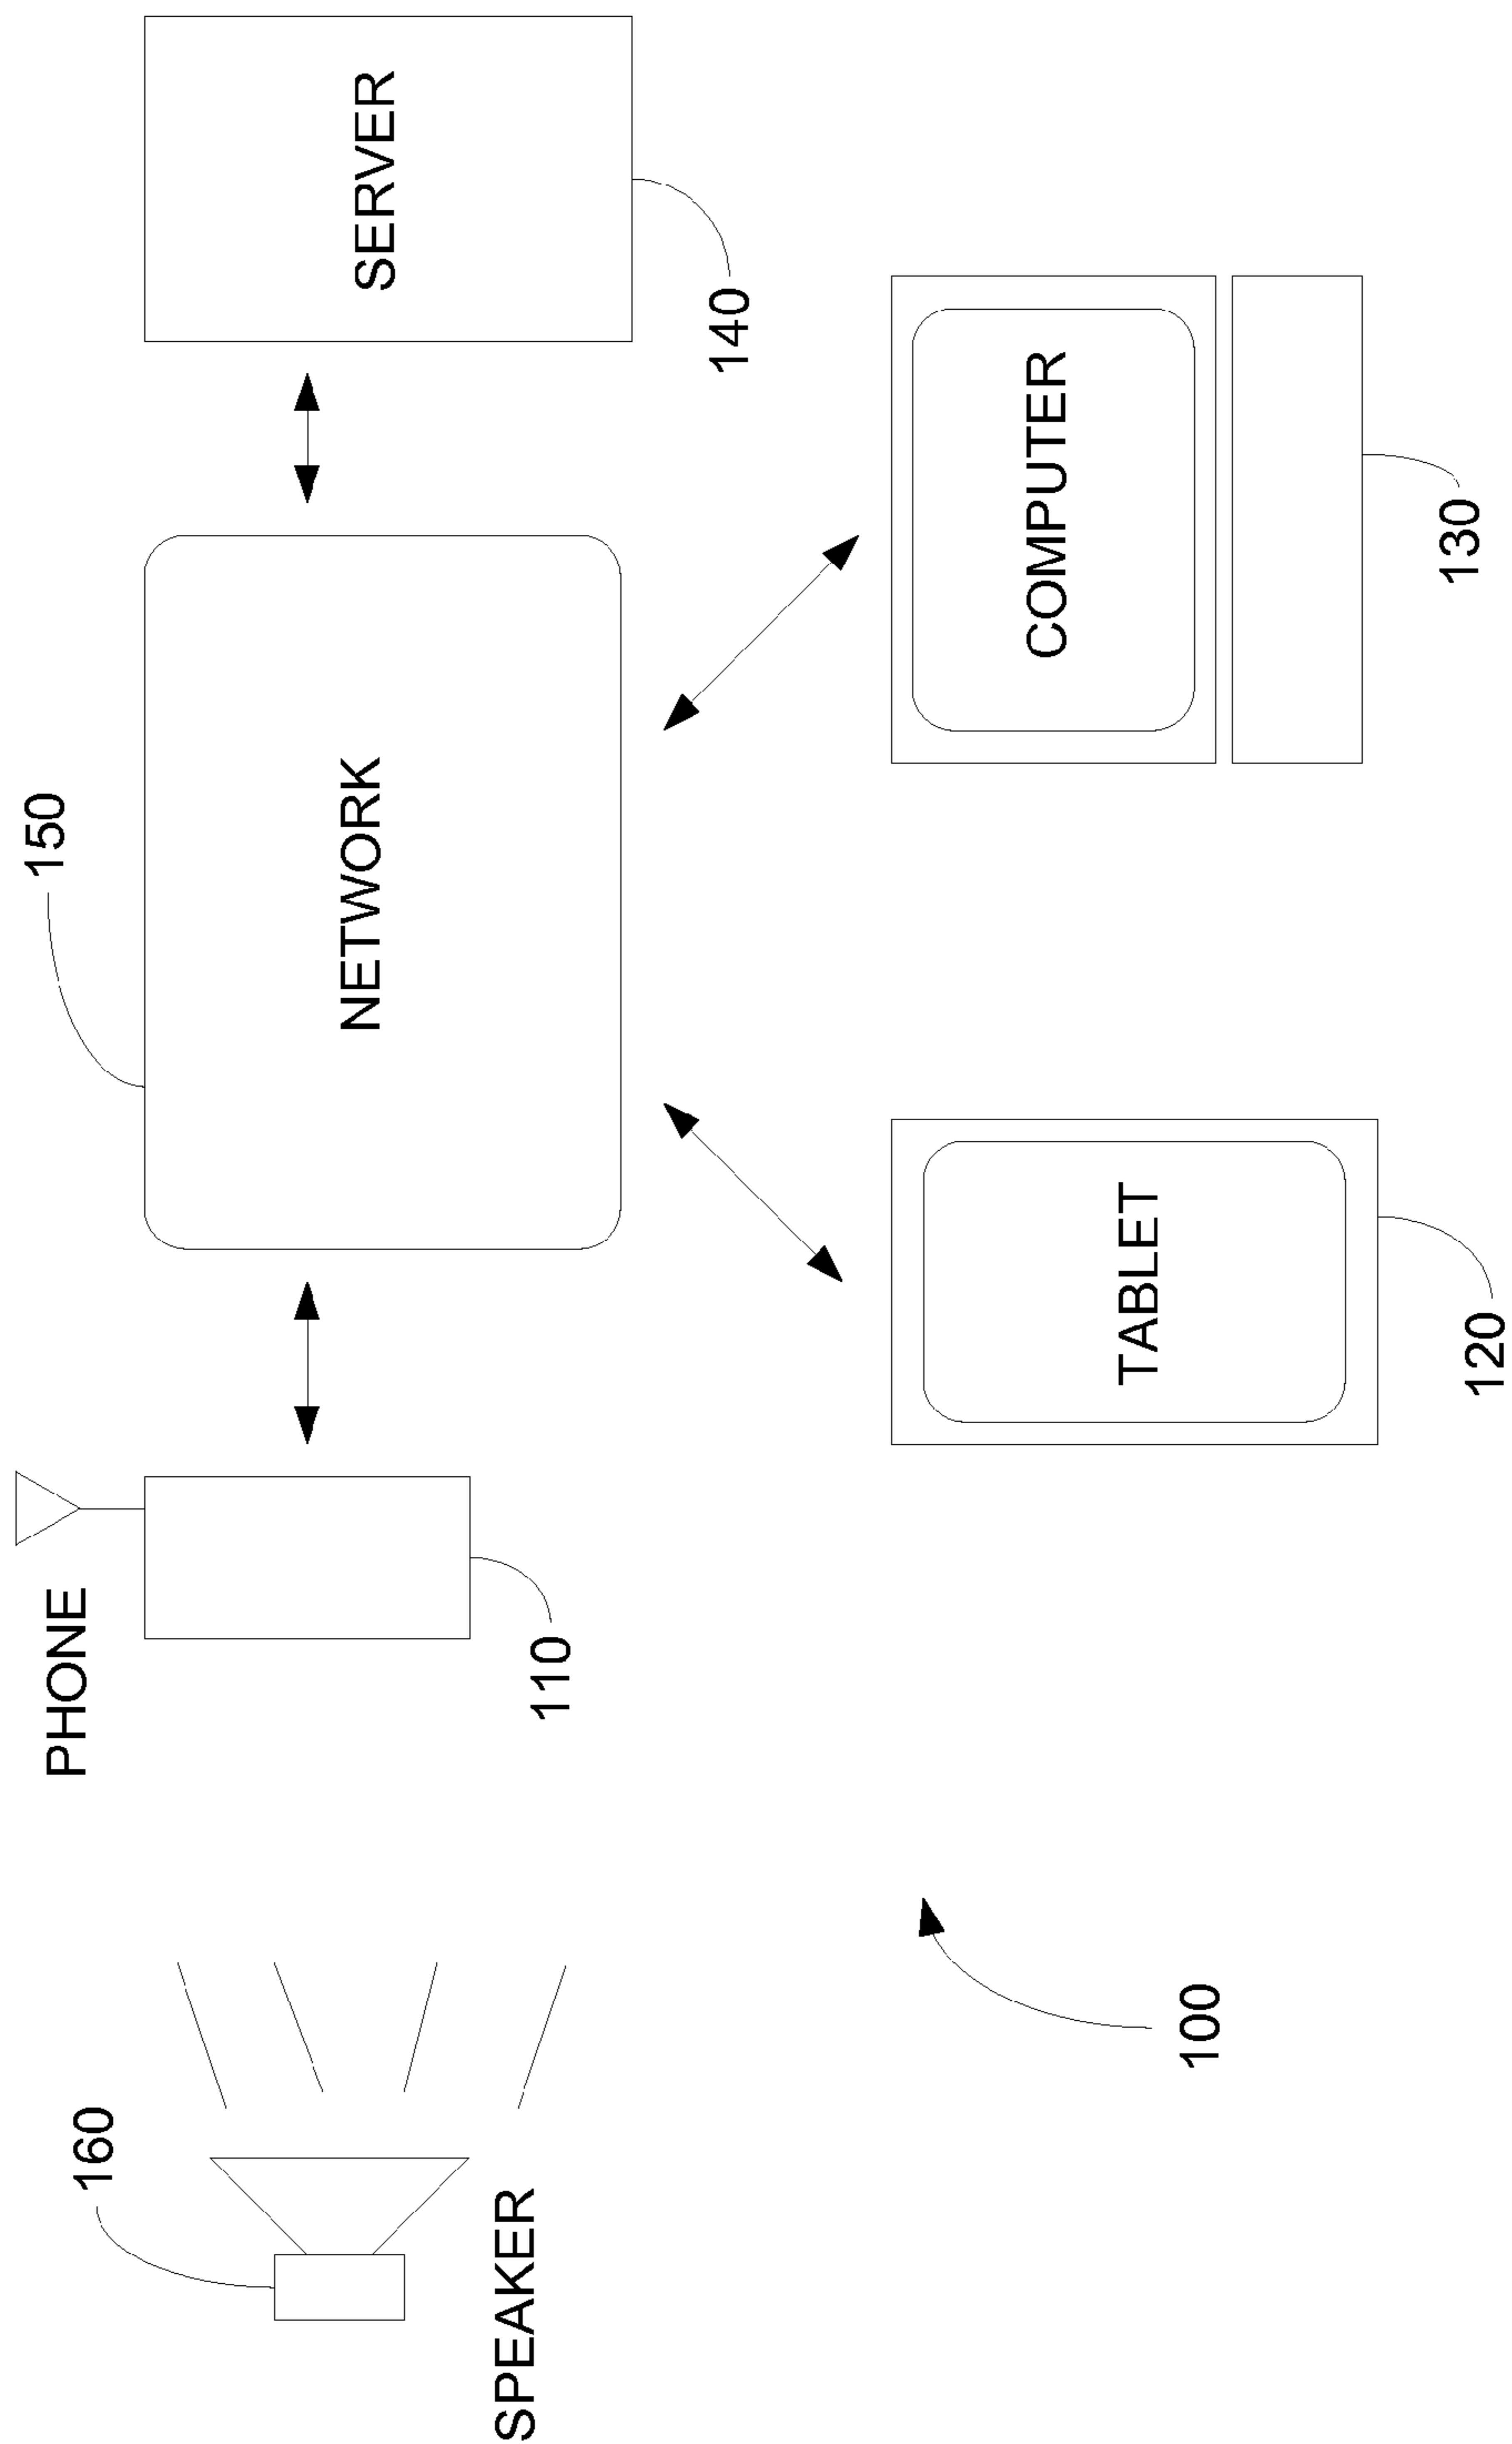 PHONE
150
160
NETWORK
SERVER
SPEAKER
110
140
COMPUTER
TABLET
100
120
130